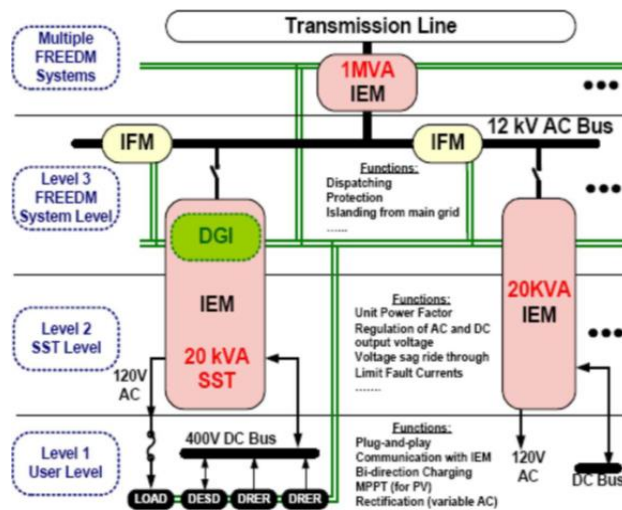 Multiple
FREEDM
Systems
Transmission Line
1MVA
IEM
IFM
IFM
12 kV AC Bus
Level 3
FREEDM
System Level
Functions:
Dispatching
Protection
Islanding from main grid
......
DGI
IEM
20 kVA
SST
20KVA
IEM
Level 2
SST Level
Functions:
Unit Power Factor
Regulation of AC and DC
output voltage
Voltage sag ride through
Limit Fault Currents
.......
120V
AC
Level 1
User Level
400V DC Bus
LOAD
DESD
DRER
DRER
Functions:
Plug-and-play
Communication with IEM
Bi-direction Charging
MPPT (for PV)
Rectification (variable AC)
120V
AC
DC Bus